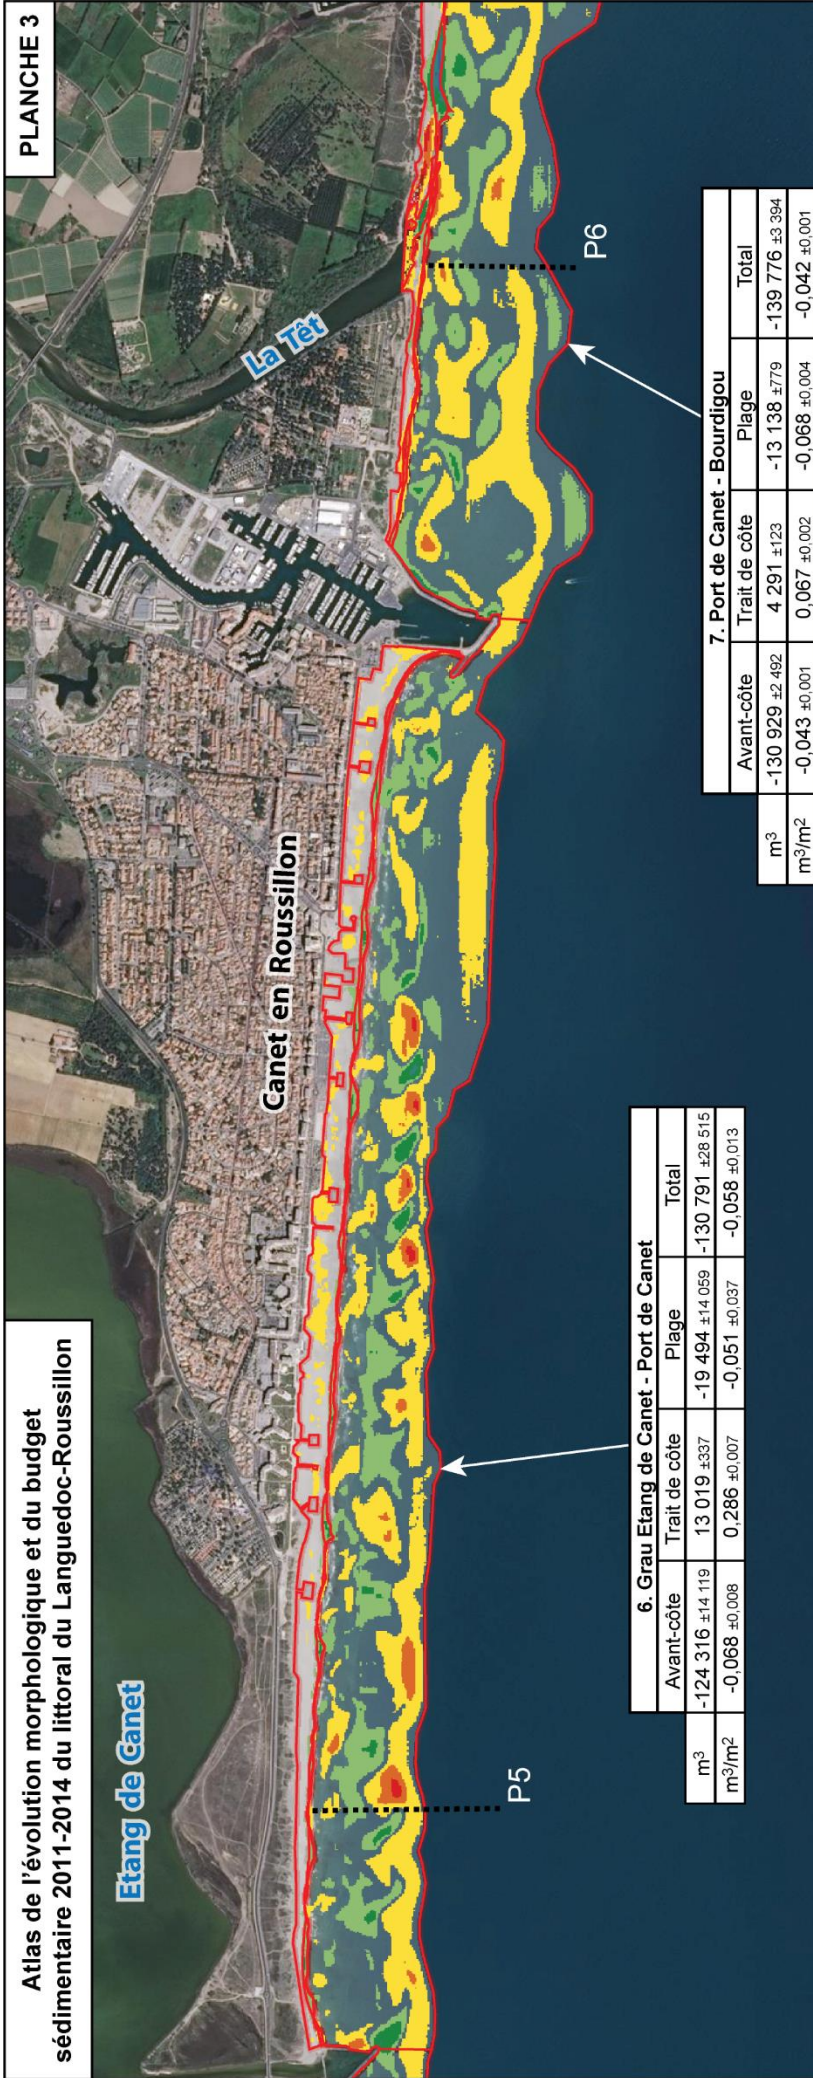 PLANCHE 3
Atlas de l'évolution morphologique et du budget
sédimentaire 2011-2014 du littoral du Languedoc-Roussillon
Etang de Canet
Canet en Roussillon
La Têt
P5
P6
6. Grau Etang de Canet - Port de Canet
Avant-côte Trait de côte Plage Total
m³ -124 316 ±14 119 13 019 ±337 -19 494 ±14 059 -130 791 ±28 515
m³/m² -0,068 ±0,008 0,286 ±0,007 -0,051 ±0,037 -0,058 ±0,013
7. Port de Canet - Bourdigou
Avant-côte Trait de côte Plage Total
m³ -130 929 ±2 492 4 291 ±123 -13 138 ±779 -139 776 ±3 394
m³/m² -0,043 ±0,001 0,067 ±0,002 -0,068 ±0,004 -0,042 ±0,001